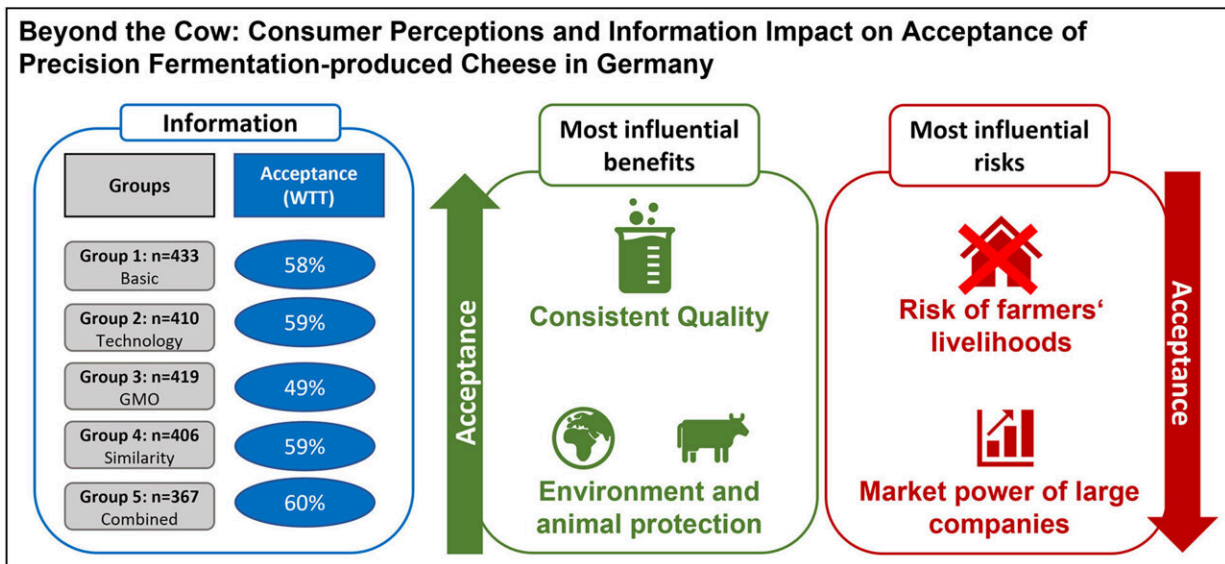 Beyond the Cow: Consumer Perceptions and Information Impact on Acceptance of
Precision Fermentation-produced Cheese in Germany
Information
Groups
Acceptance
(WTT)
Group 1: n=433
Basic
58%
Group 2: n=410
Technology
59%
Group 3: n=419
GMO
49%
Group 4: n=406
Similarity
59%
Group 5: n=367
Combined
60%
Acceptance
Most influential
benefits
Consistent Quality
Environment and
animal protection
Most influential
risks
Risk of farmers‘
livelihoods
Market power of large
companies
Acceptance